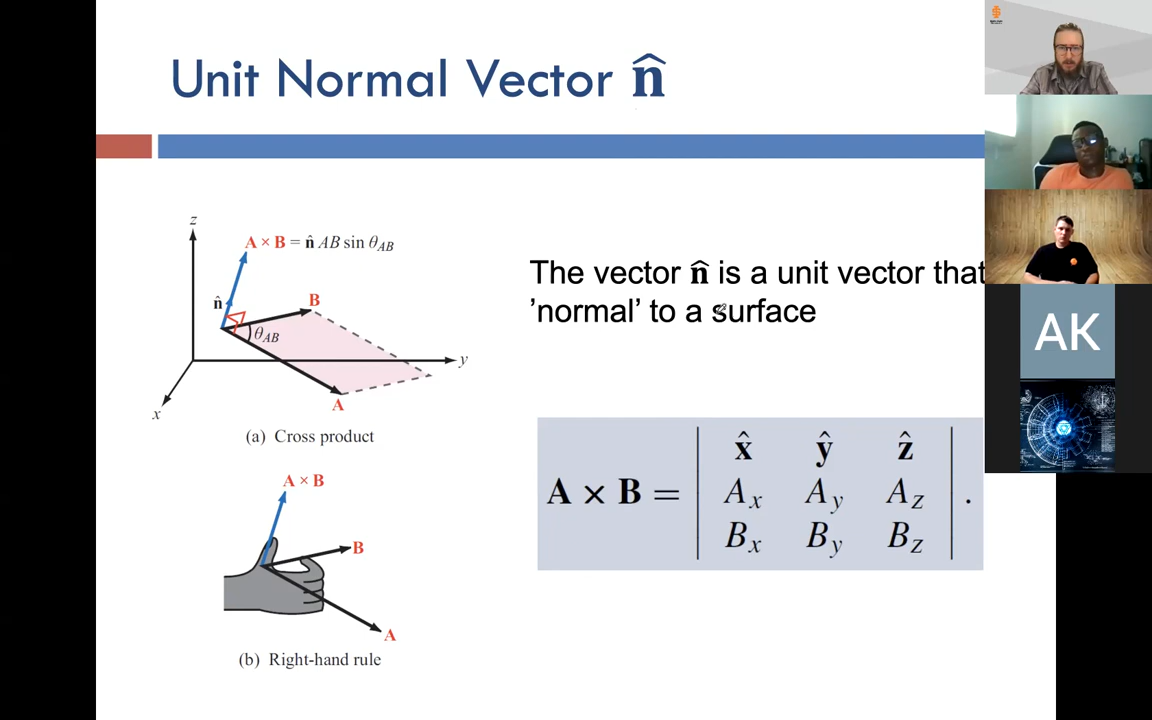 Unit Normal Vector n̂
z
A × B = n̂ AB sin θ_AB
n̂
B
θ_AB
y
A
x
(a) Cross product
The vector n̂ is a unit vector that
’normal’ to a surface
A × B = | x̂ ŷ ẑ |
A_x A_y A_z
B_x B_y B_z .
A × B
B
A
(b) Right-hand rule
AK